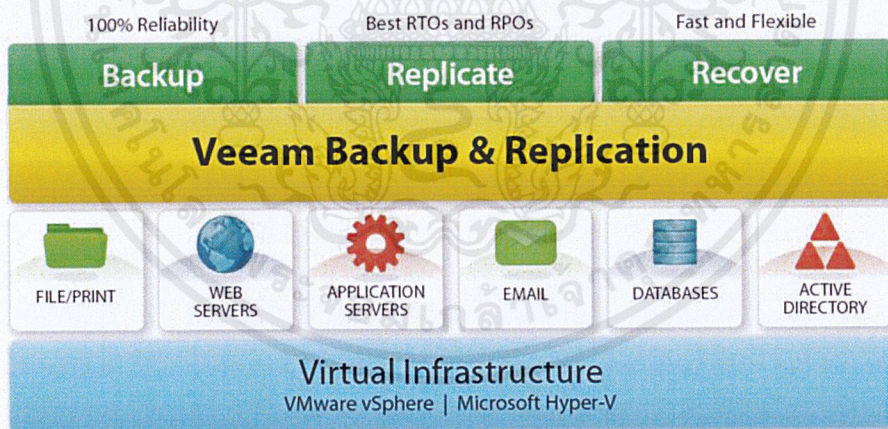 100% Reliability
Best RTOs and RPOs
Fast and Flexible
Backup
Replicate
Recover
Veeam Backup & Replication
FILE/PRINT
WEB
SERVERS
APPLICATION
SERVERS
EMAIL
DATABASES
ACTIVE
DIRECTORY
Virtual Infrastructure
VMware vSphere | Microsoft Hyper-V